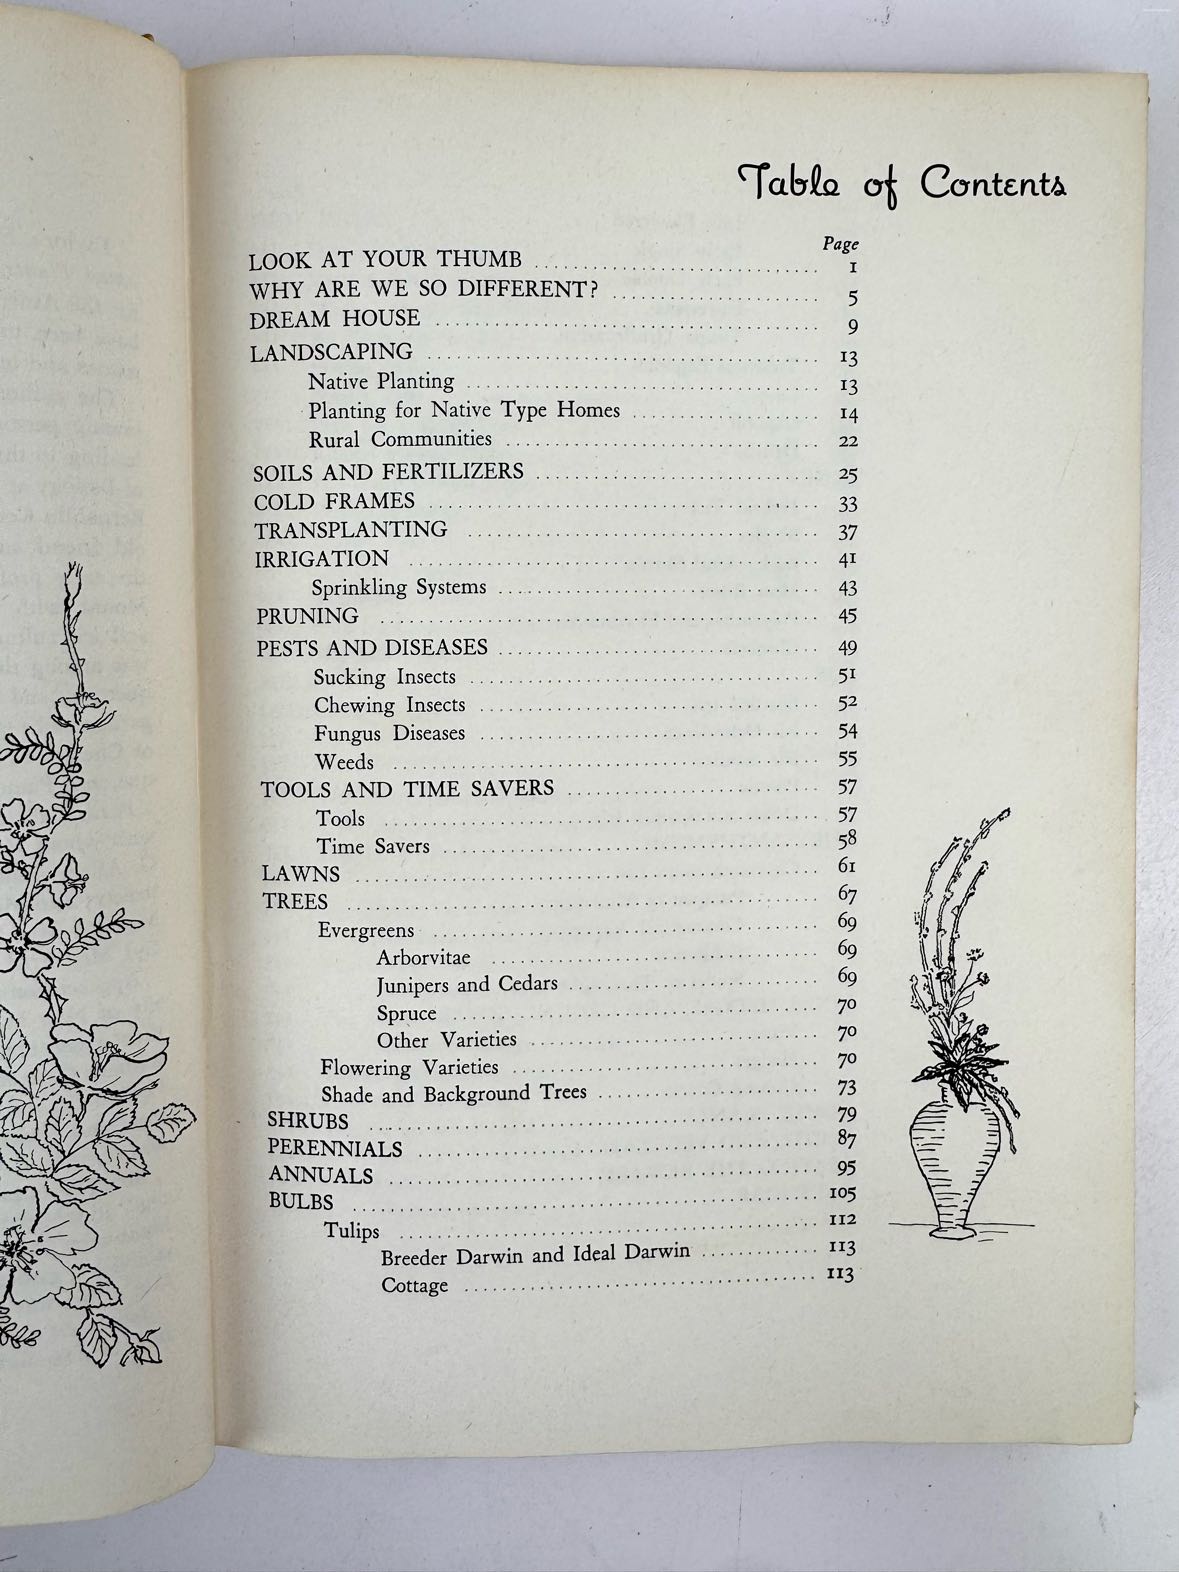 Table of Contents
Page
LOOK AT YOUR THUMB 1
WHY ARE WE SO DIFFERENT? 5
DREAM HOUSE 9
LANDSCAPING 13
Native Planting 13
Planting for Native Type Homes 14
Rural Communities 22
SOILS AND FERTILIZERS 25
COLD FRAMES 33
TRANSPLANTING 37
IRRIGATION 41
Sprinkling Systems 43
PRUNING 45
PESTS AND DISEASES 49
Sucking Insects 51
Chewing Insects 52
Fungus Diseases 54
Weeds 55
TOOLS AND TIME SAVERS 57
Tools 57
Time Savers 58
LAWNS 61
TREES 67
Evergreens 69
Arborvitae 69
Junipers and Cedars 69
Spruce 70
Other Varieties 70
Flowering Varieties 70
Shade and Background Trees 73
SHRUBS 79
PERENNIALS 87
ANNUALS 95
BULBS 105
Tulips 112
Breeder Darwin and Ideal Darwin 113
Cottage 113